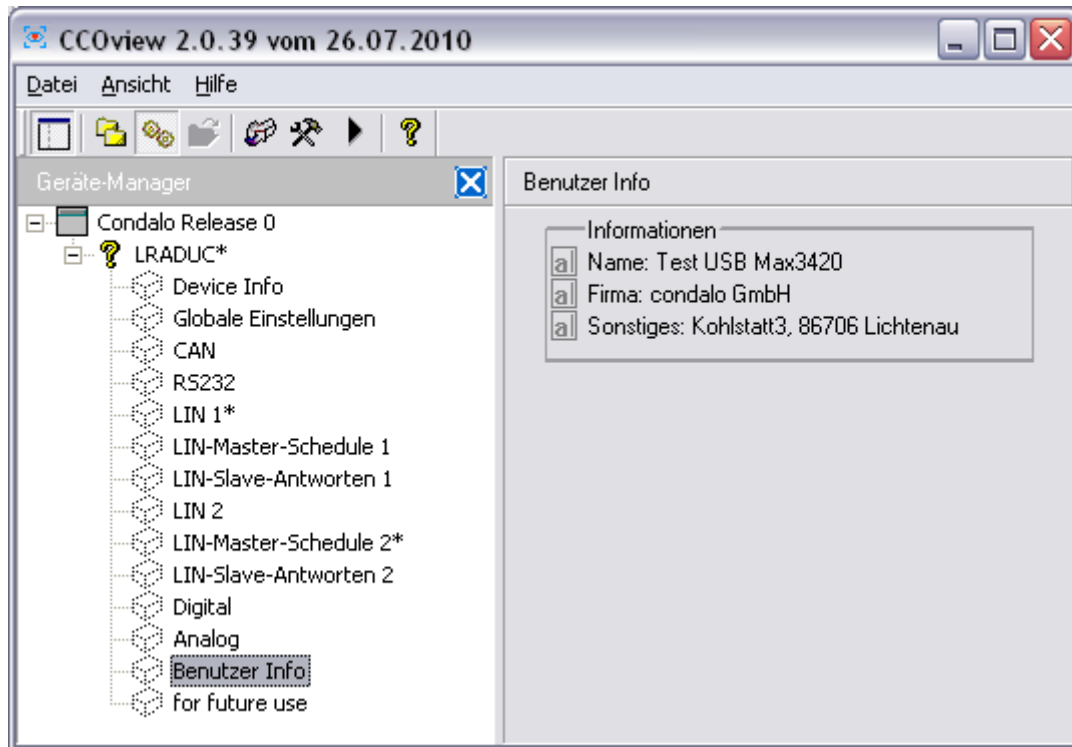 CCOview 2.0.39 vom 26.07.2010
Datei Ansicht Hilfe
Geräte-Manager
Condalo Release 0
LRADUC*
Device Info
Globale Einstellungen
CAN
RS232
LIN 1*
LIN-Master-Schedule 1
LIN-Slave-Antworten 1
LIN 2
LIN-Master-Schedule 2*
LIN-Slave-Antworten 2
Digital
Analog
Benutzer Info
for future use
Benutzer Info
Informationen
Name: Test USB Max3420
Firma: condalo GmbH
Sonstiges: Kohlstatt3, 86706 Lichtenau